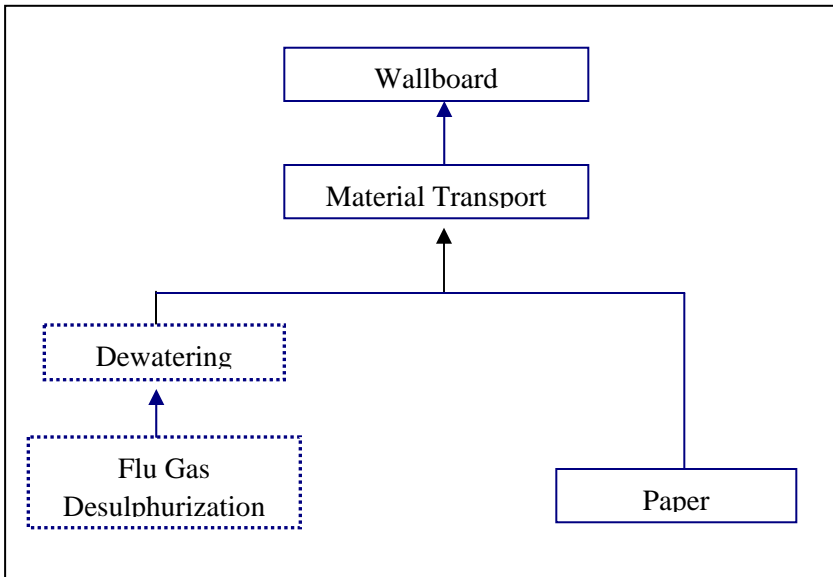 Wallboard
Material Transport
Dewatering
Flu Gas
Desulphurization
Paper